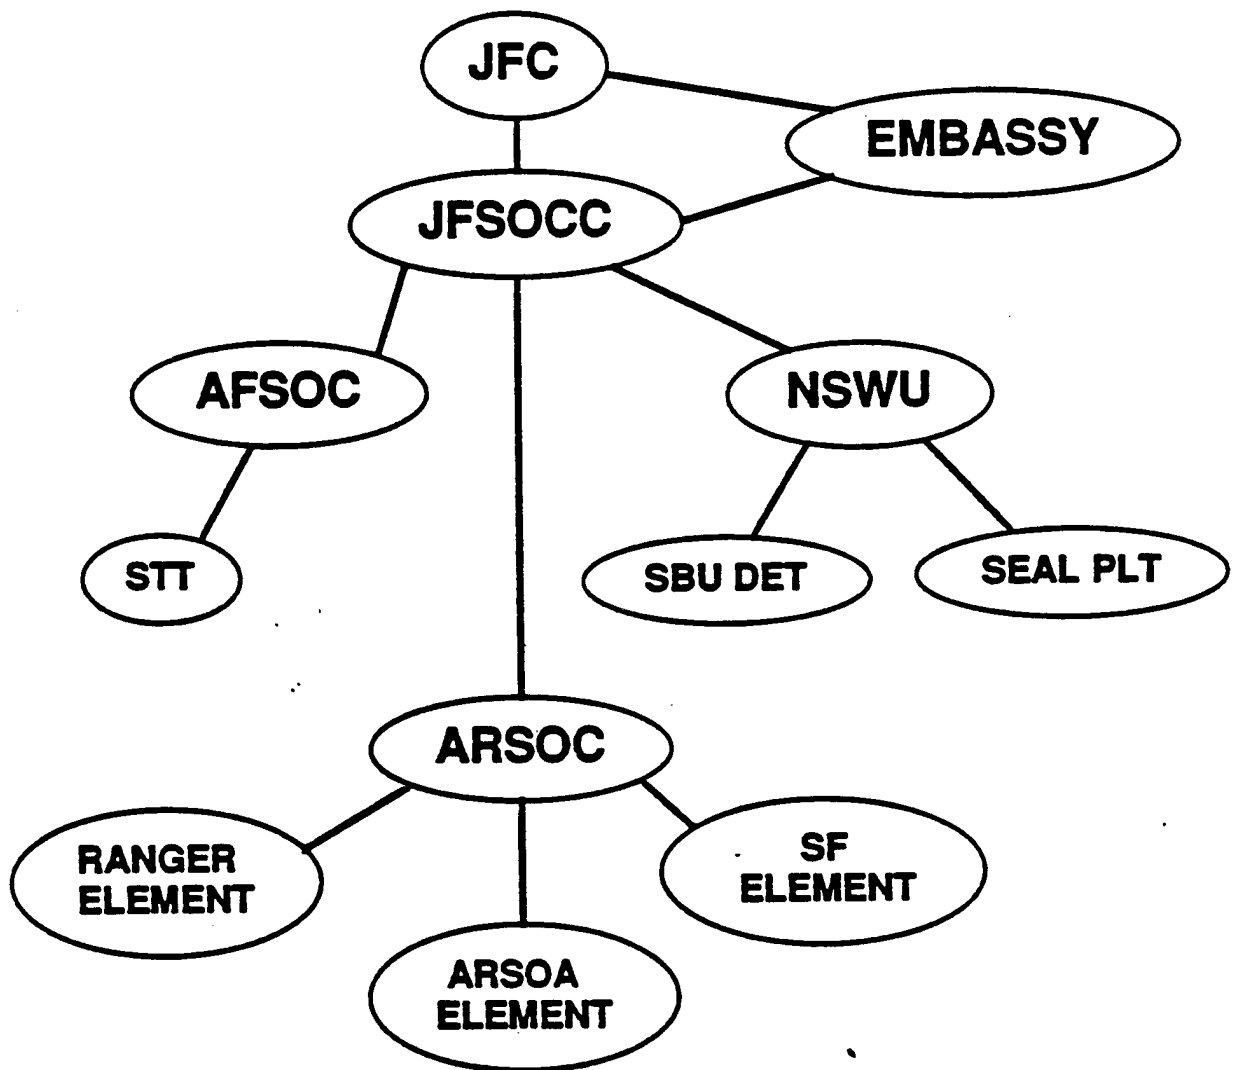 JFC
EMBASSY
JFSOCC
AFSOC
NSWU
STT
SBU DET
SEAL PLT
ARSOC
RANGER
ELEMENT
SF
ELEMENT
ARSOA
ELEMENT